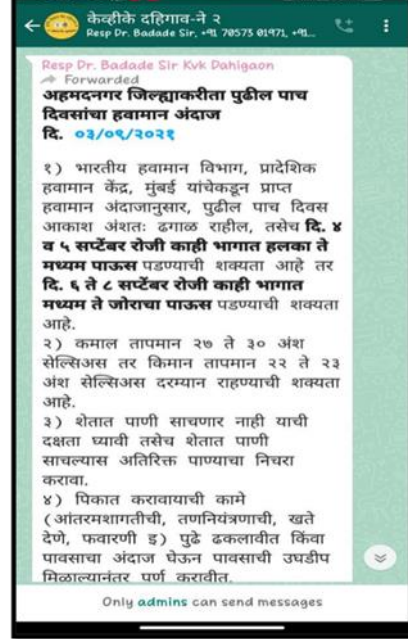 केव्हीके दहिगाव-ने २
Resp Dr. Badade Sir, +91 70573 01971, +91...
Resp Dr. Badade Sir Kvk Dahigaon
Forwarded
अहमदनगर जिल्ह्याकरीता पुढील पाच
दिवसांचा हवामान अंदाज
दि. ०३/०९/२०२१
१) भारतीय हवामान विभाग, प्रादेशिक
हवामान केंद्र, मुंबई यांचेकडून प्राप्त
हवामान अंदाजानुसार, पुढील पाच दिवस
आकाश अंशतः ढगाळ राहील, तसेच दि. ४
व ५ सप्टेंबर रोजी काही भागात हलका ते
मध्यम पाऊस पडण्याची शक्यता आहे तर
दि. ६ ते ८ सप्टेंबर रोजी काही भागात
मध्यम ते जोराचा पाऊस पडण्याची शक्यता
आहे.
२) कमाल तापमान २७ ते ३० अंश
सेल्सिअस तर किमान तापमान २२ ते २३
अंश सेल्सिअस दरम्यान राहण्याची शक्यता
आहे.
३) शेतात पाणी साचणार नाही याची
दक्षता घ्यावी तसेच शेतात पाणी
साचल्यास अतिरिक्त पाण्याचा निचरा
करावा.
४) पिकात करावायाची कामे
(आंतरमशागतीची, तणनियंत्रणाची, खते
देणे, फवारणी इ) पुढे ढकलावीत किंवा
पावसाचा अंदाज घेऊन पावसाची उघडीप
मिळाल्यानंतर पूर्ण करावीत.
Only admins can send messages